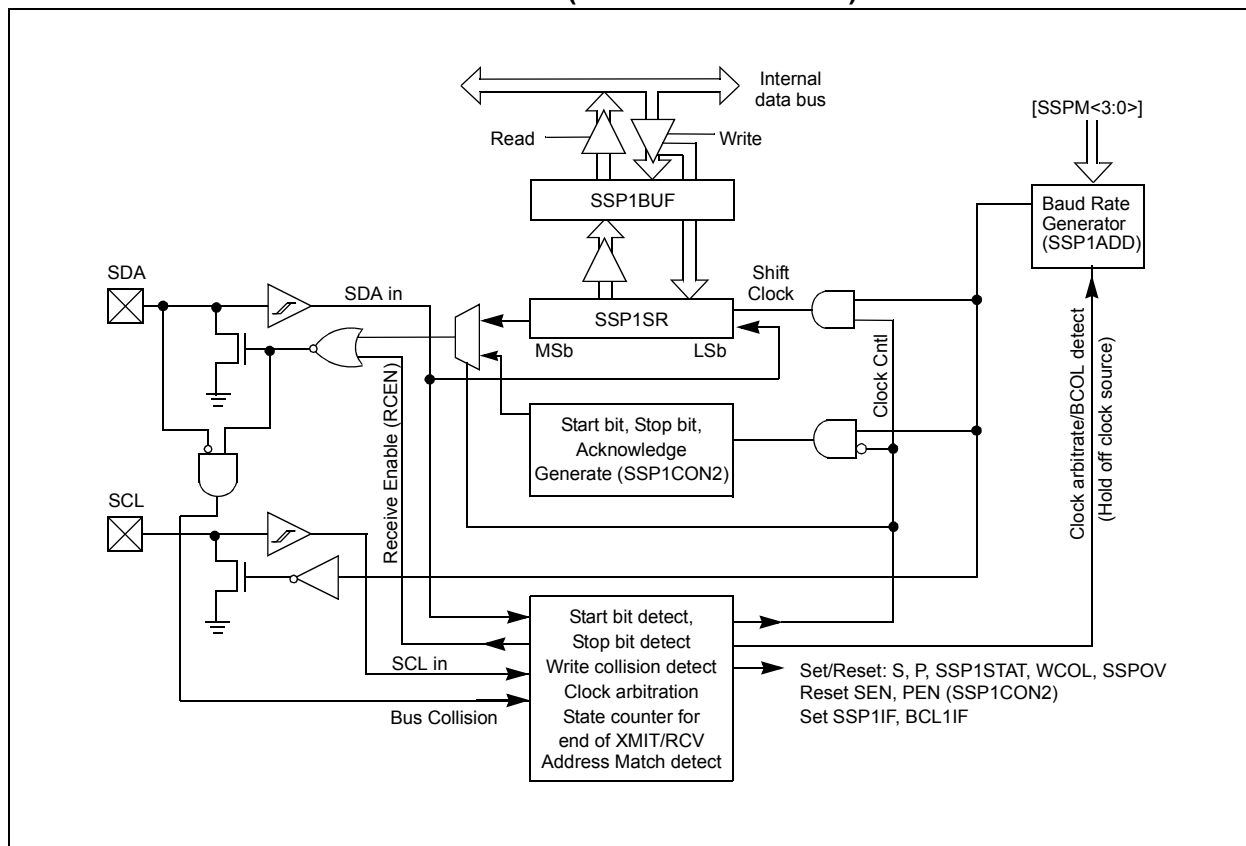 Internal
data bus
[SSPM<3:0>]
Read
Write
SSP1BUF
Baud Rate
Generator
(SSP1ADD)
SDA
SDA in
Shift
Clock
SSP1SR
MSb
LSb
Receive Enable (RCEN)
Clock Cntl
Clock arbitrate/BCOL detect
(Hold off clock source)
Start bit, Stop bit,
Acknowledge
Generate (SSP1CON2)
SCL
SCL in
Bus Collision
Start bit detect,
Stop bit detect
Write collision detect
Clock arbitration
State counter for
end of XMIT/RCV
Address Match detect
Set/Reset: S, P, SSP1STAT, WCOL, SSPOV
Reset SEN, PEN (SSP1CON2)
Set SSP1IF, BCL1IF